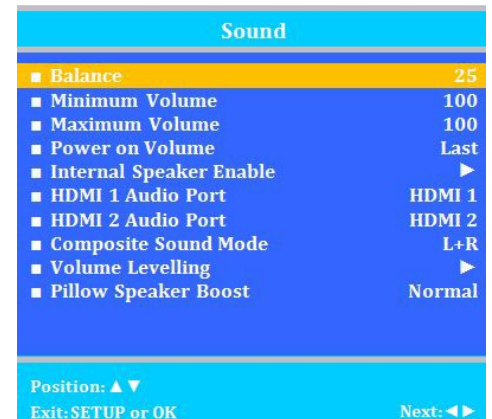 Sound
■ Balance 25
■ Minimum Volume 100
■ Maximum Volume 100
■ Power on Volume Last
■ Internal Speaker Enable ►
■ HDMI 1 Audio Port HDMI 1
■ HDMI 2 Audio Port HDMI 2
■ Composite Sound Mode L+R
■ Volume Levelling ►
■ Pillow Speaker Boost Normal
Position: ▲ ▼
Exit: SETUP or OK Next: ◄►